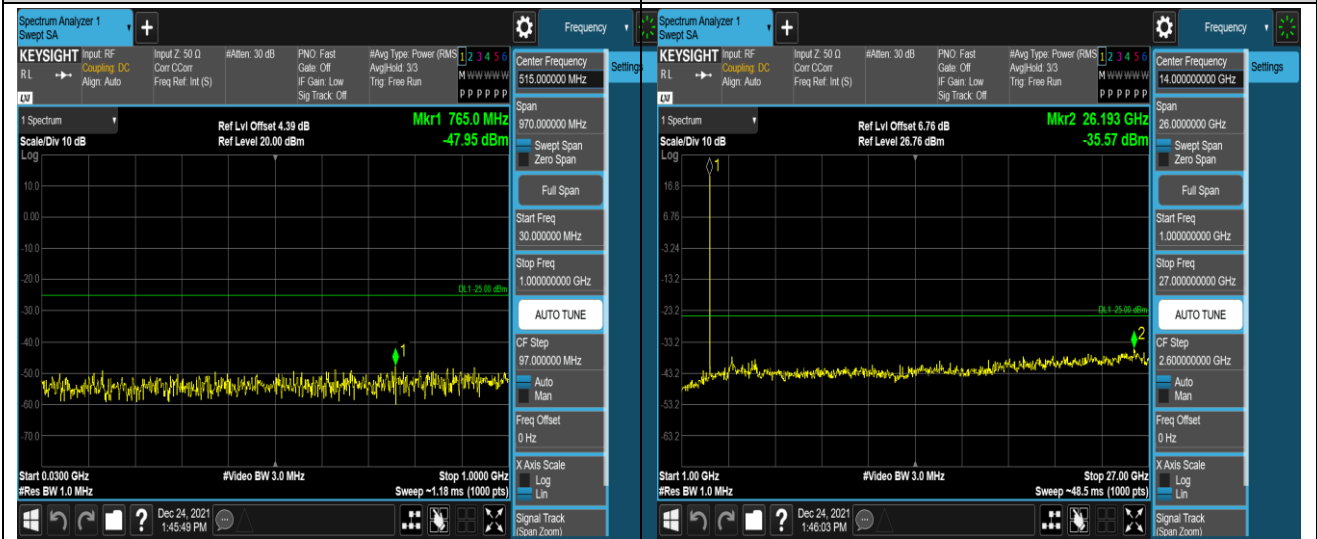 Spectrum Analyzer 1
Swept SA
+
Frequency
KEYSIGHT
RL
LXI
Input: RF
Coupling: DC
Align: Auto
Input Z: 50 Ω
Corr CCorr
Freq Ref: Int (S)
#Atten: 30 dB
PNO: Fast
Gate: Off
IF Gain: Low
Sig Track: Off
#Avg Type: Power (RMS
Avg|Hold: 3/3
Trig: Free Run
1 2 3 4 5 6
M W W W W W
P P P P P P
1 Spectrum
Scale/Div 10 dB
Log
Ref Lvl Offset 4.39 dB
Ref Level 20.00 dBm
Mkr1 765.0 MHz
-47.95 dBm
10.0
0.00
-10.0
-20.0
-30.0
-40.0
-50.0
-60.0
-70.0
DL1 -25.00 dBm
1
Start 0.0300 GHz
#Res BW 1.0 MHz
#Video BW 3.0 MHz
Stop 1.0000 GHz
Sweep ~1.18 ms (1000 pts)
Center Frequency
515.000000 MHz
Settings
Span
970.000000 MHz
Swept Span
Zero Span
Full Span
Start Freq
30.000000 MHz
Stop Freq
1.000000000 GHz
AUTO TUNE
CF Step
97.000000 MHz
Auto
Man
Freq Offset
0 Hz
X Axis Scale
Log
Lin
Signal Track
(Span Zoom)
?
Dec 24, 2021
1:45:49 PM
Spectrum Analyzer 1
Swept SA
+
Frequency
KEYSIGHT
RL
LXI
Input: RF
Coupling: DC
Align: Auto
Input Z: 50 Ω
Corr CCorr
Freq Ref: Int (S)
#Atten: 30 dB
PNO: Fast
Gate: Off
IF Gain: Low
Sig Track: Off
#Avg Type: Power (RMS
Avg|Hold: 3/3
Trig: Free Run
1 2 3 4 5 6
M W W W W W
P P P P P P
1 Spectrum
Scale/Div 10 dB
Log
Ref Lvl Offset 6.76 dB
Ref Level 26.76 dBm
Mkr2 26.193 GHz
-35.57 dBm
1
16.8
6.76
-3.24
-13.2
-23.2
-33.2
-43.2
-53.2
-63.2
DL1 -25.00 dBm
2
Start 1.00 GHz
#Res BW 1.0 MHz
#Video BW 3.0 MHz
Stop 27.00 GHz
Sweep ~48.5 ms (1000 pts)
Center Frequency
14.000000000 GHz
Settings
Span
26.0000000 GHz
Swept Span
Zero Span
Full Span
Start Freq
1.000000000 GHz
Stop Freq
27.000000000 GHz
AUTO TUNE
CF Step
2.600000000 GHz
Auto
Man
Freq Offset
0 Hz
X Axis Scale
Log
Lin
Signal Track
(Span Zoom)
?
Dec 24, 2021
1:46:03 PM